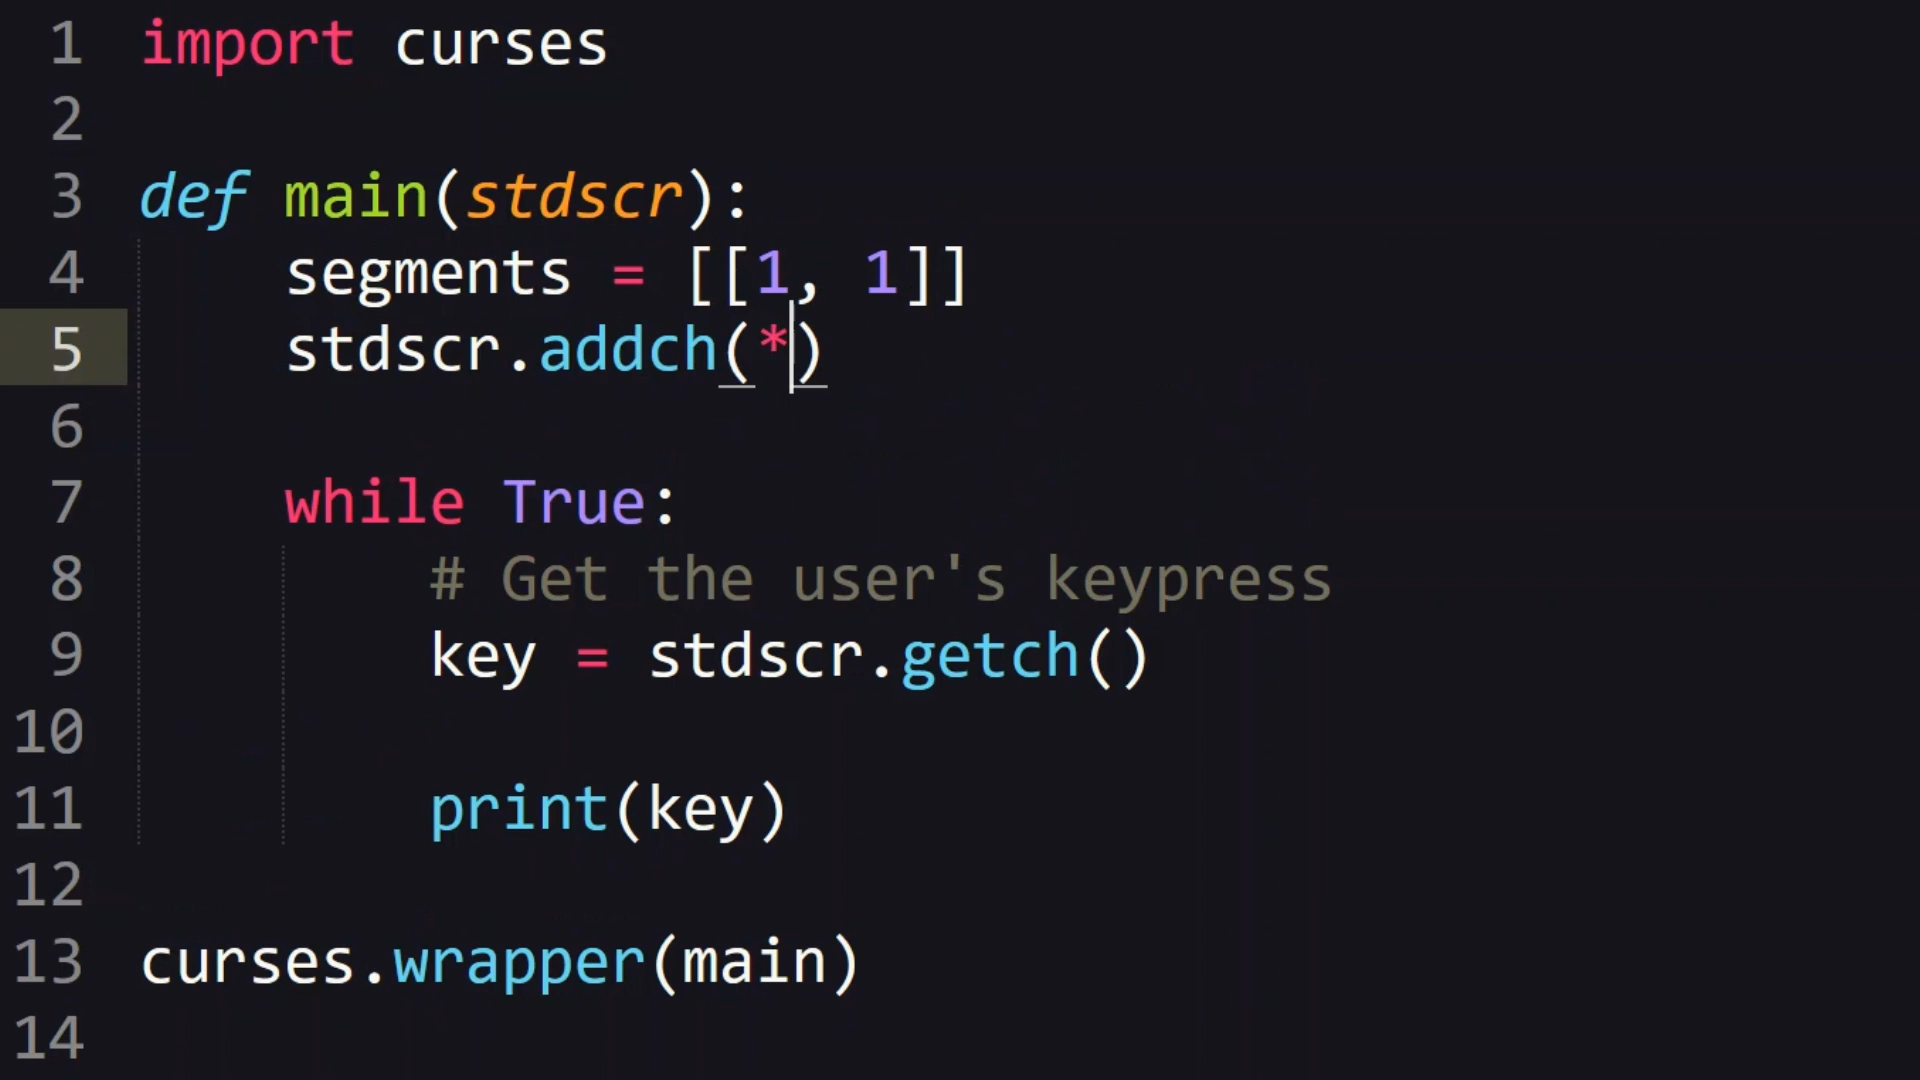 1 import curses
2
3 def main(stdscr):
4     segments = [[1, 1]]
5     stdscr.addch(*)
6
7     while True:
8         # Get the user's keypress
9         key = stdscr.getch()
10
11         print(key)
12
13 curses.wrapper(main)
14